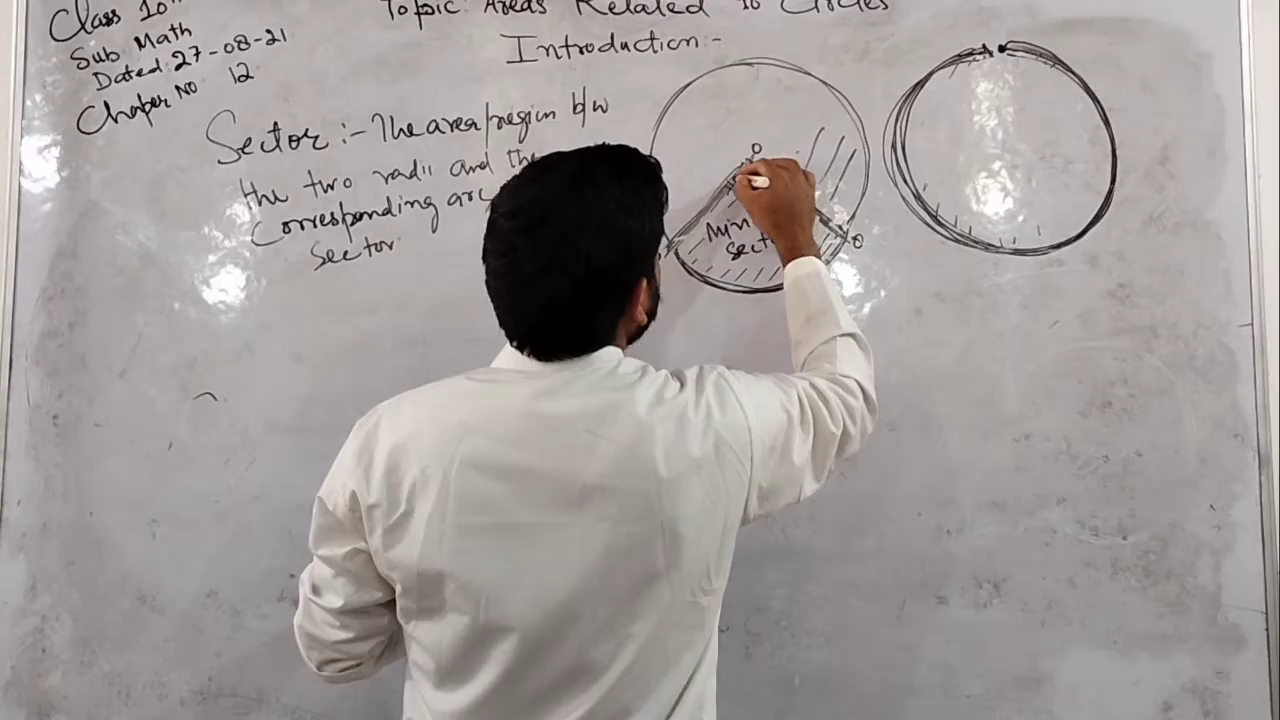 Class 10th
Sub Math
Dated 27-08-21
Chapter No 12
Topic: Areas Related to Circles
Introduction:-
Sector :- The area/region b/w
the two radii and the
corresponding arc
Sector
O
B